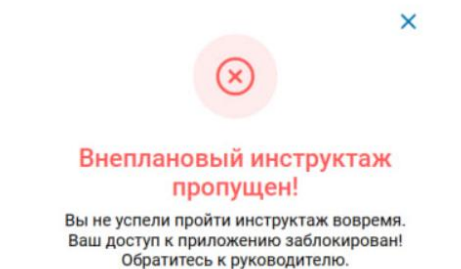 Внеплановый инструктаж
пропущен!
Вы не успели пройти инструктаж вовремя.
Ваш доступ к приложению заблокирован!
Обратитесь к руководителю.